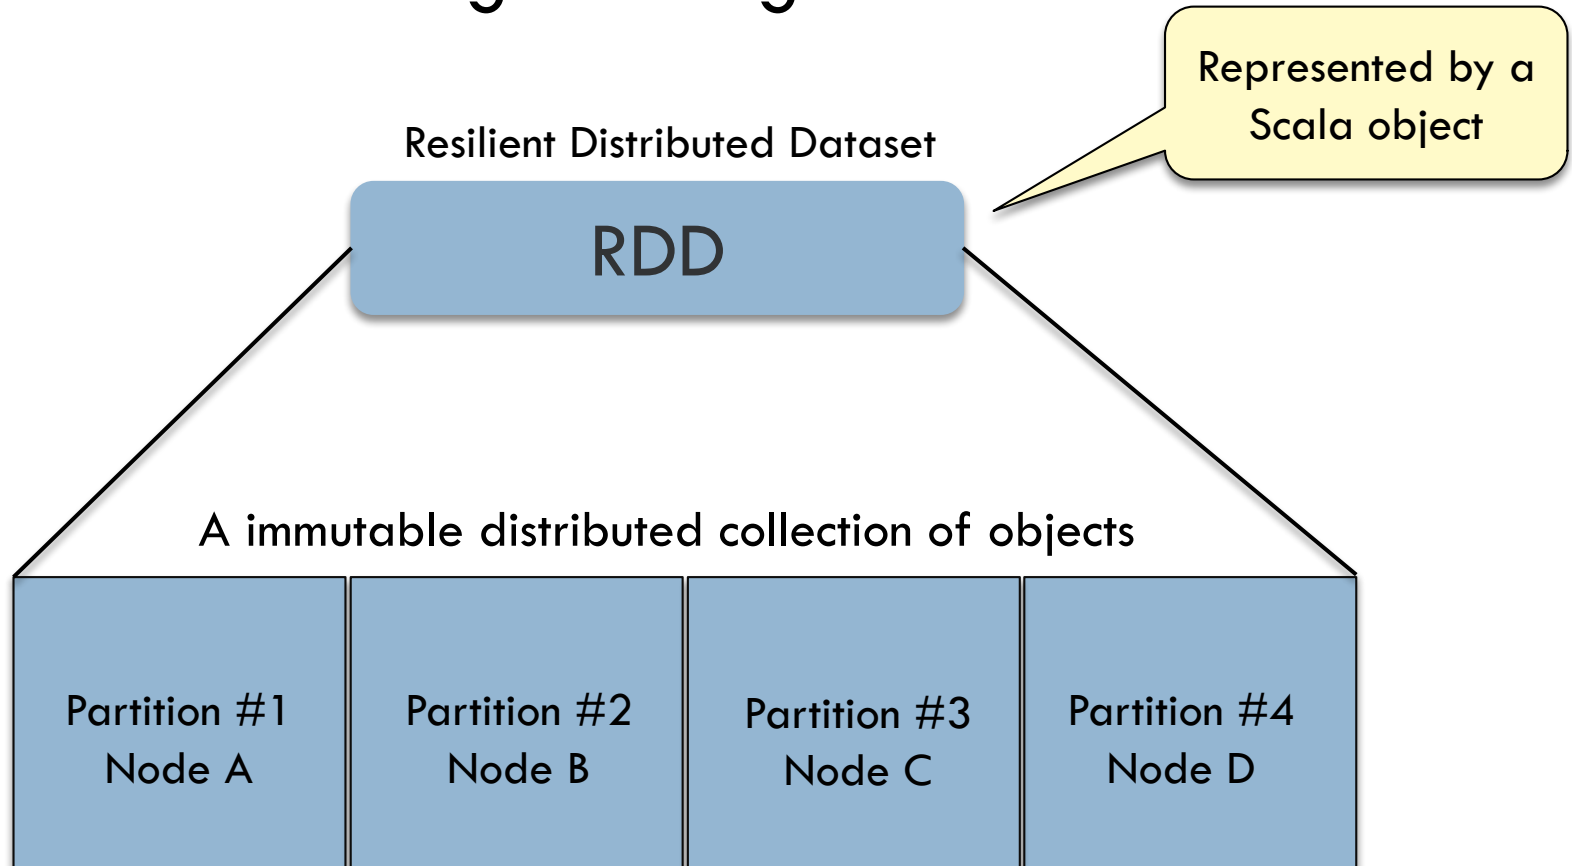 Represented by a
Scala object
Resilient Distributed Dataset
RDD
A immutable distributed collection of objects
Partition #1
Node A
Partition #2
Node B
Partition #3
Node C
Partition #4
Node D